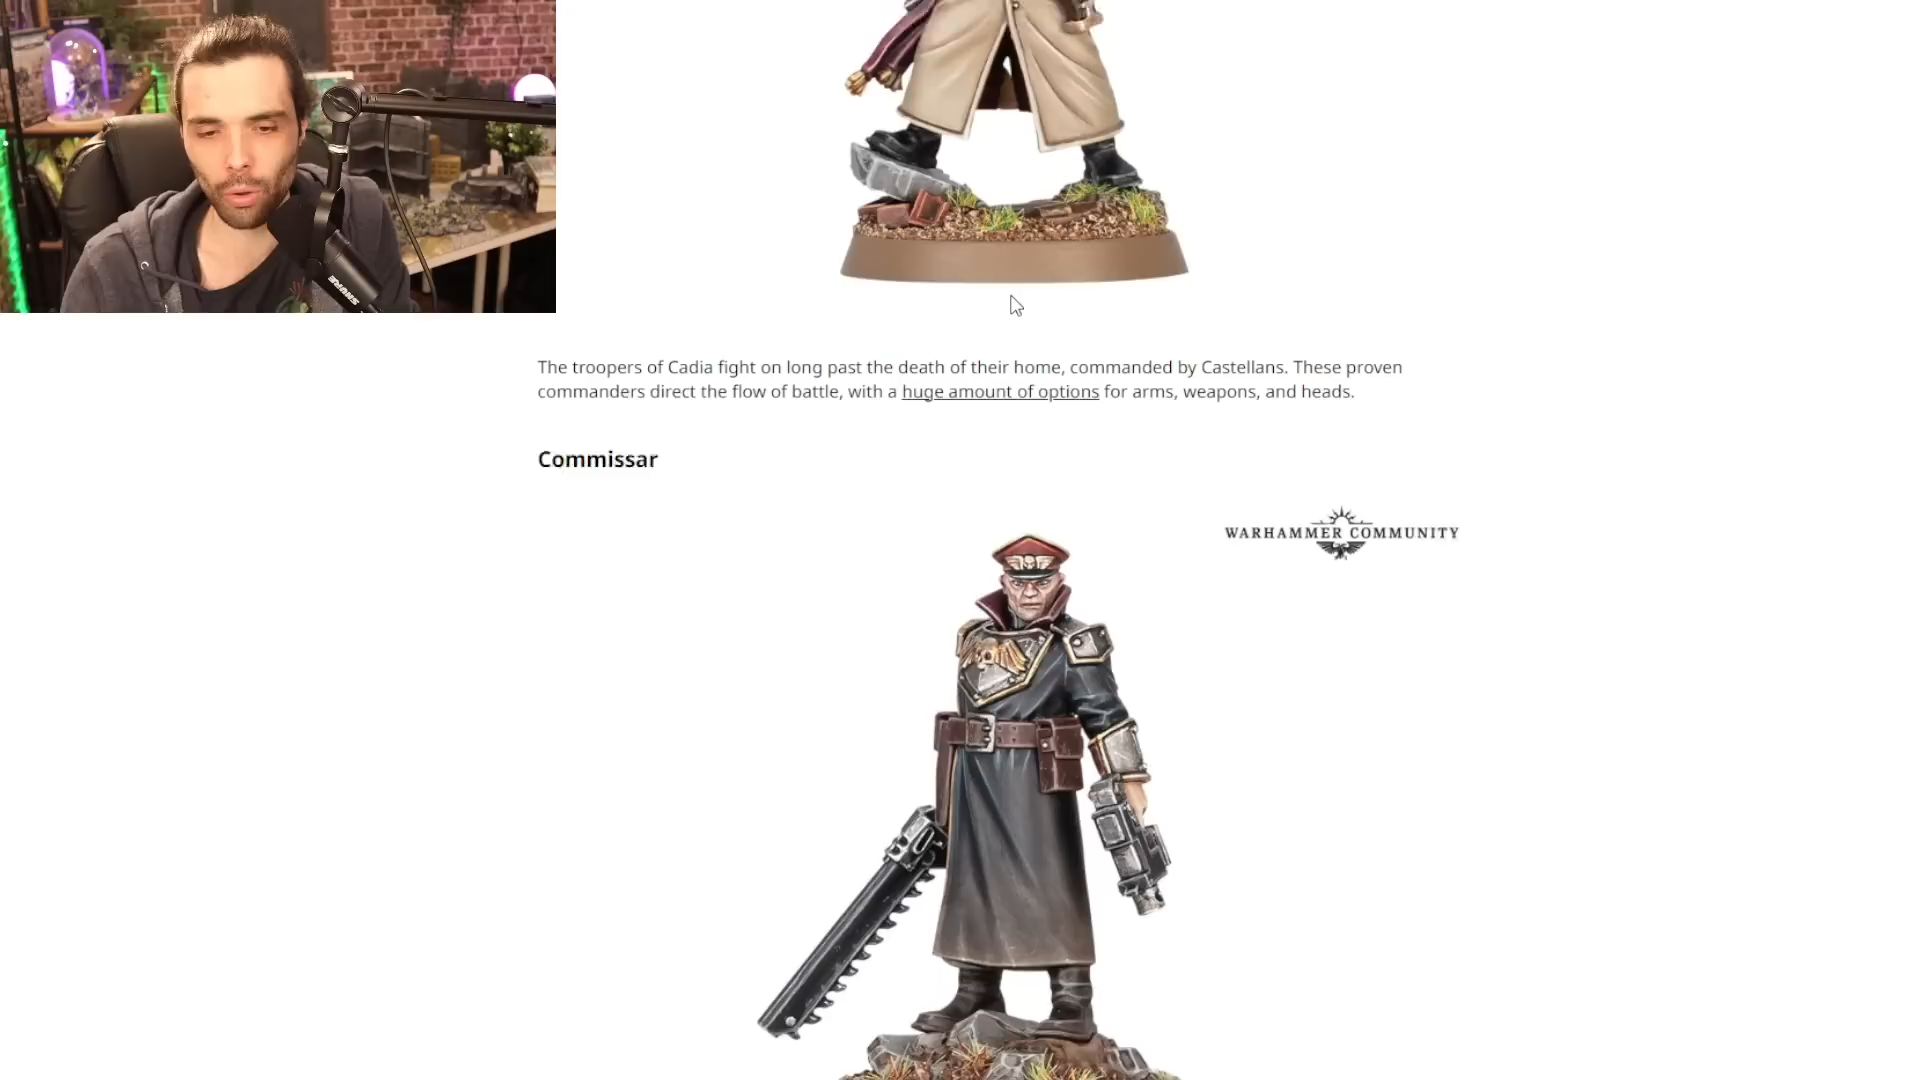 SHURE
The troopers of Cadia fight on long past the death of their home, commanded by Castellans. These proven
commanders direct the flow of battle, with a huge amount of options for arms, weapons, and heads.
Commissar
WARHAMMER COMMUNITY